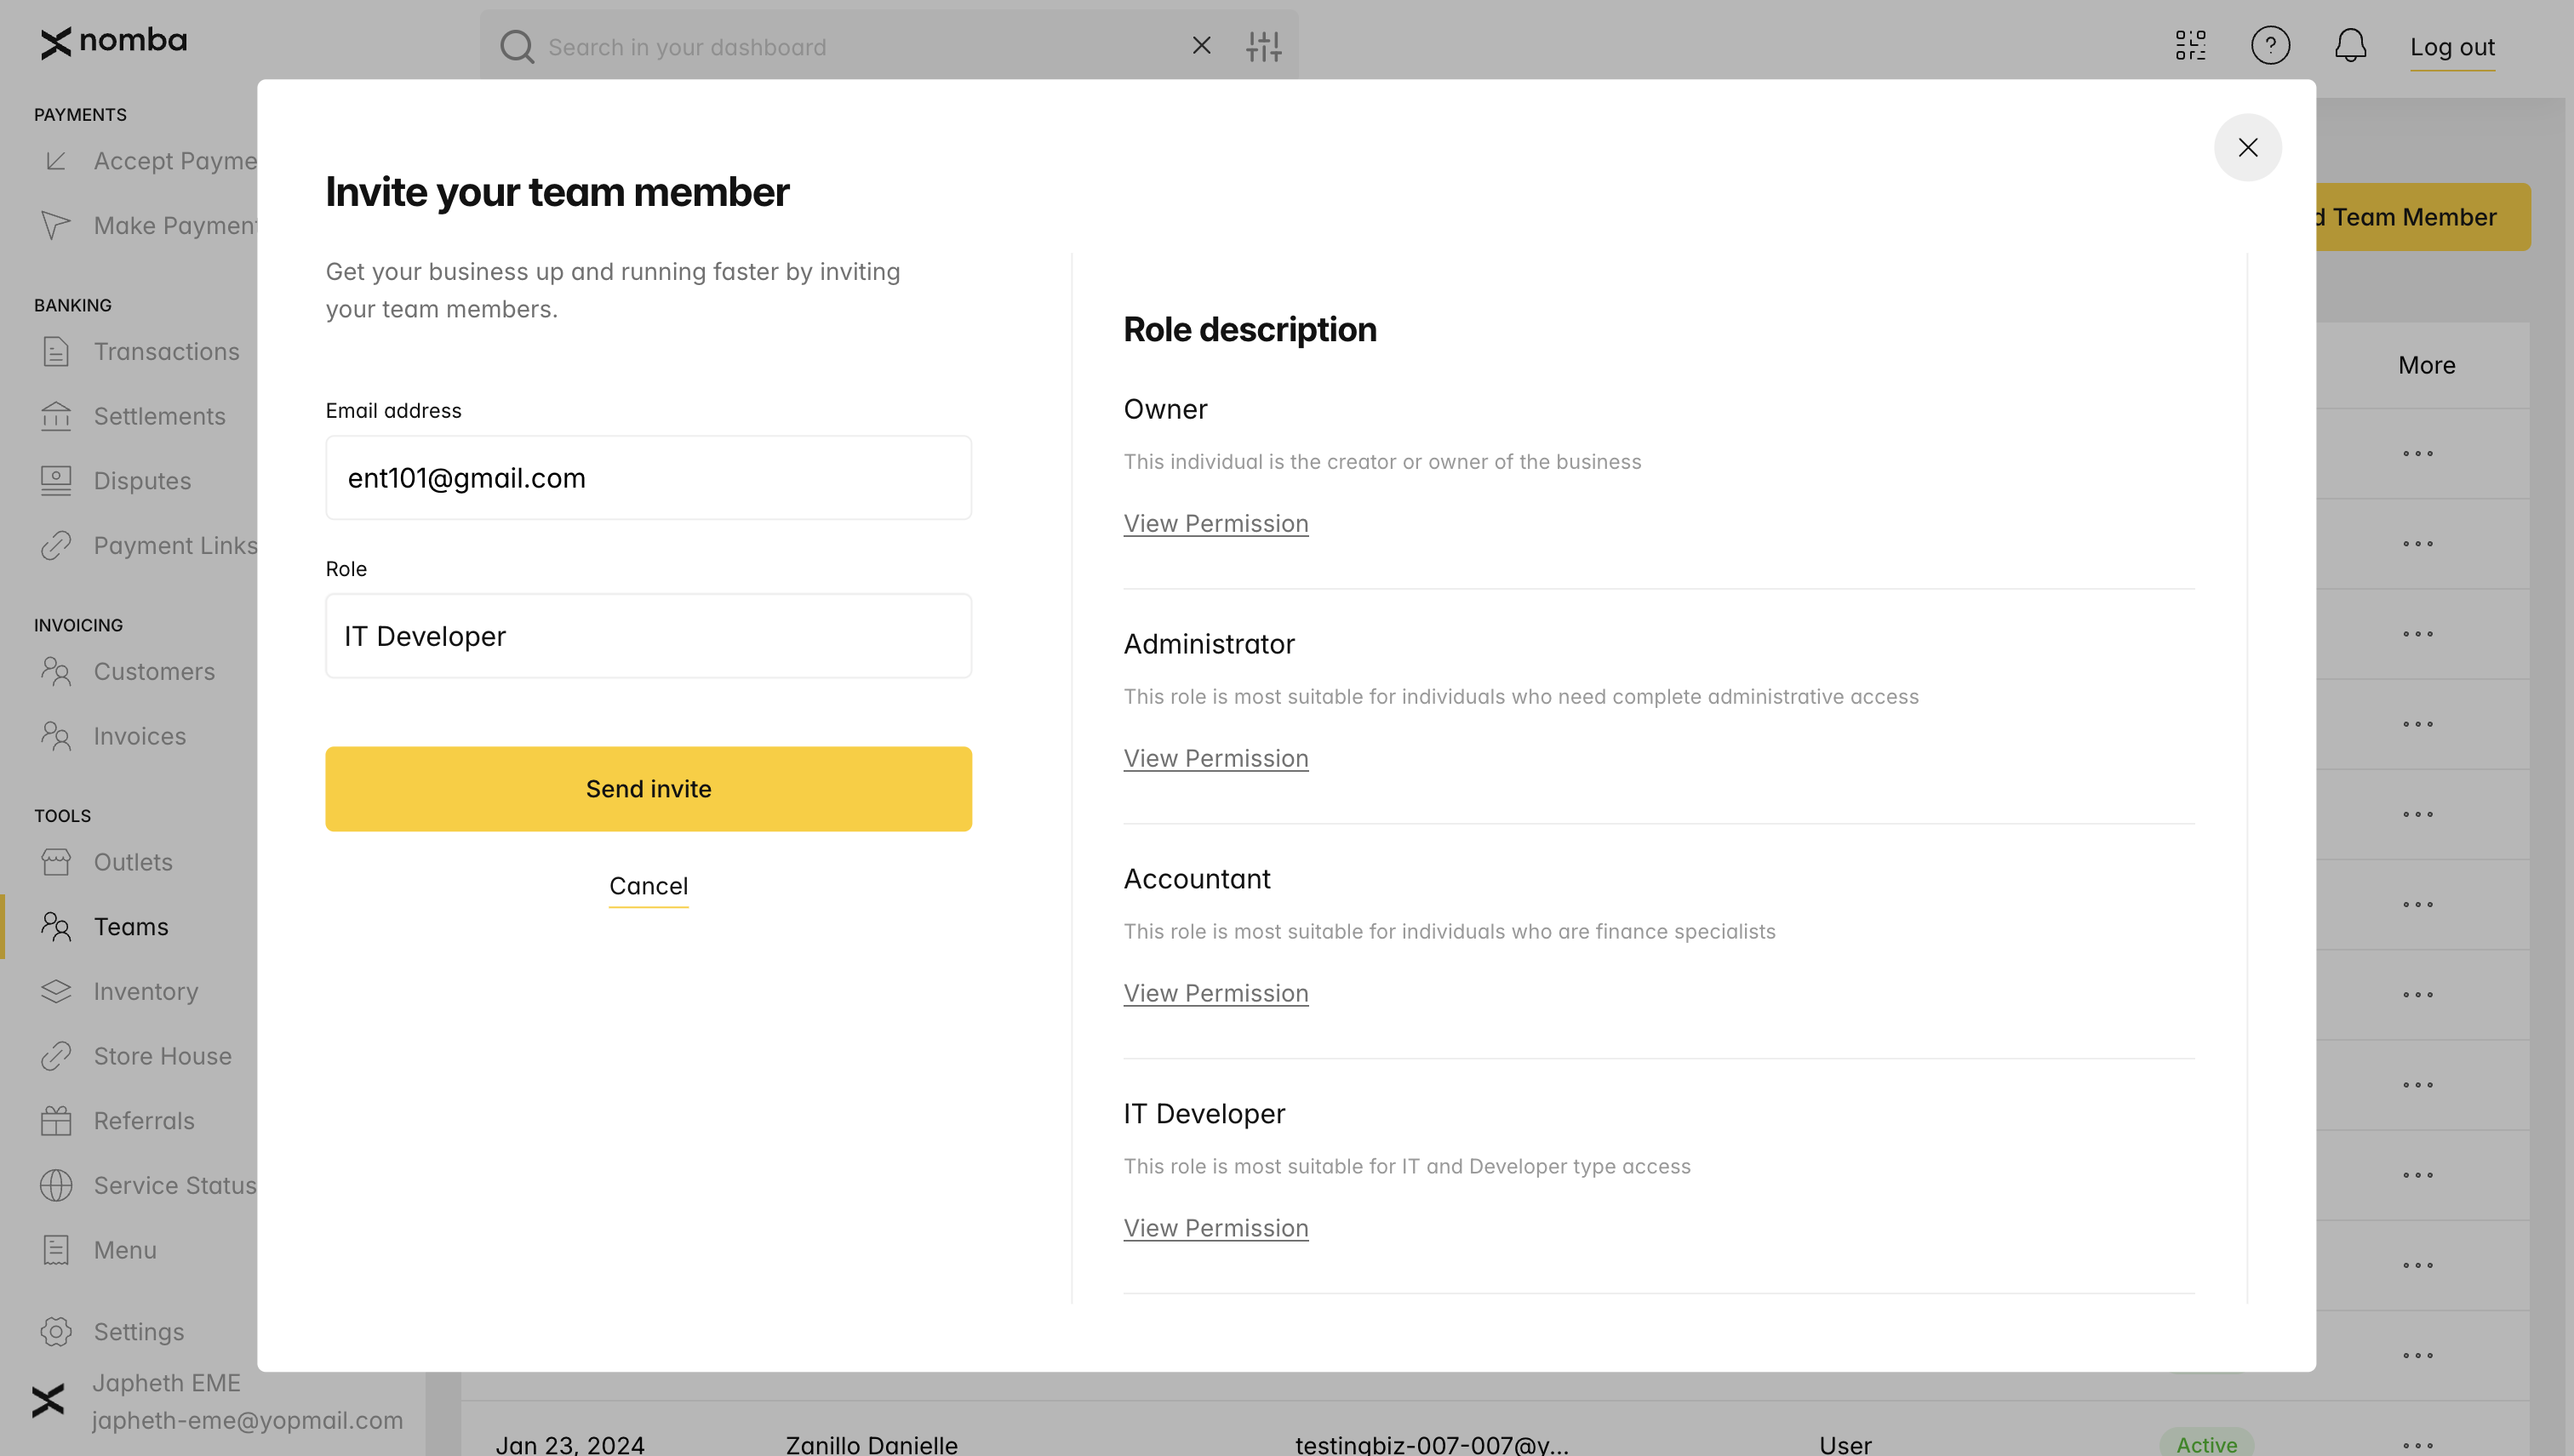 nomba
Search in your dashboard
Log out
PAYMENTS
Accept Payme
Make Payment
BANKING
Transactions
Settlements
Disputes
Payment Links
INVOICING
Customers
Invoices
TOOLS
Outlets
Teams
Inventory
Store House
Referrals
Service Status
Menu
Settings
Japheth EME
japheth-eme@yopmail.com
Invite your team member
Get your business up and running faster by inviting
your team members.
Email address
ent101@gmail.com
Role
IT Developer
Send invite
Cancel
Role description
Owner
This individual is the creator or owner of the business
View Permission
Administrator
This role is most suitable for individuals who need complete administrative access
View Permission
Accountant
This role is most suitable for individuals who are finance specialists
View Permission
IT Developer
This role is most suitable for IT and Developer type access
View Permission
d Team Member
More
Jan 23, 2024 Zanillo Danielle testingbiz-007-007@y... User Active